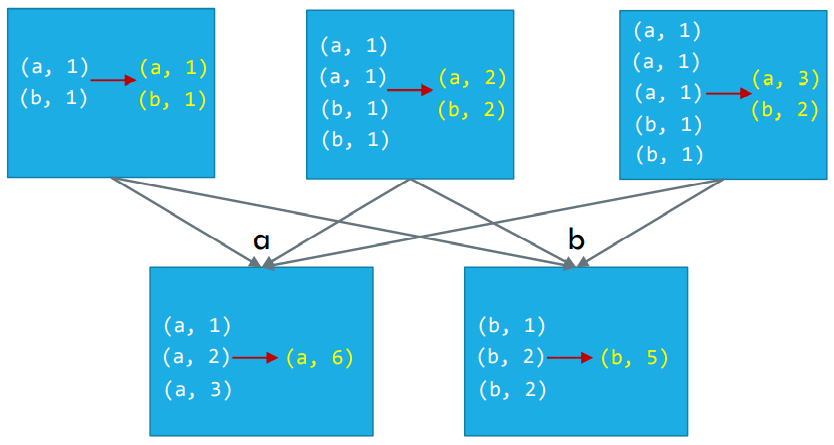 (a, 1)
(b, 1)
(a, 1)
(b, 1)
(a, 1)
(a, 1)
(b, 1)
(b, 1)
(a, 2)
(b, 2)
(a, 1)
(a, 1)
(a, 1)
(b, 1)
(b, 1)
(a, 3)
(b, 2)
a
b
(a, 1)
(a, 2)
(a, 3)
(a, 6)
(b, 1)
(b, 2)
(b, 2)
(b, 5)